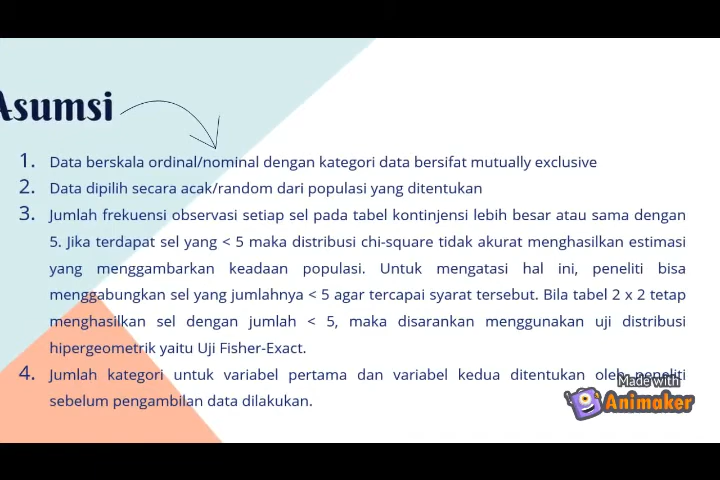 Asumsi
1. Data berskala ordinal/nominal dengan kategori data bersifat mutually exclusive
2. Data dipilih secara acak/random dari populasi yang ditentukan
3. Jumlah frekuensi observasi setiap sel pada tabel kontinjensi lebih besar atau sama dengan
5. Jika terdapat sel yang < 5 maka distribusi chi-square tidak akurat menghasilkan estimasi
yang menggambarkan keadaan populasi. Untuk mengatasi hal ini, peneliti bisa
menggabungkan sel yang jumlahnya < 5 agar tercapai syarat tersebut. Bila tabel 2 x 2 tetap
menghasilkan sel dengan jumlah < 5, maka disarankan menggunakan uji distribusi
hipergeometrik yaitu Uji Fisher-Exact.
4. Jumlah kategori untuk variabel pertama dan variabel kedua ditentukan oleh peneliti
sebelum pengambilan data dilakukan.
Made with
Animaker